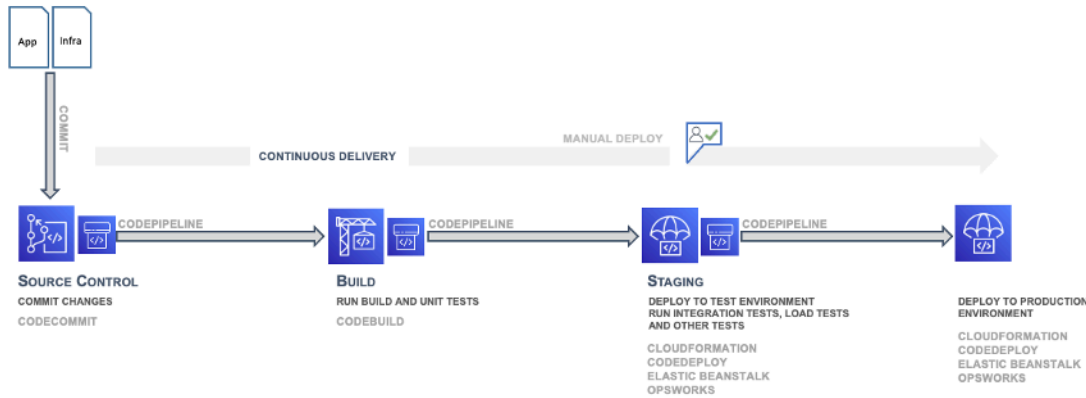 App
Infra
COMMIT
MANUAL DEPLOY
CONTINUOUS DELIVERY
CODEPIPELINE
CODEPIPELINE
CODEPIPELINE
SOURCE CONTROL
COMMIT CHANGES
CODECOMMIT
BUILD
RUN BUILD AND UNIT TESTS
CODEBUILD
STAGING
DEPLOY TO TEST ENVIRONMENT
RUN INTEGRATION TESTS, LOAD TESTS
AND OTHER TESTS
CLOUDFORMATION
CODEDEPLOY
ELASTIC BEANSTALK
OPSWORKS
DEPLOY TO PRODUCTION
ENVIRONMENT
CLOUDFORMATION
CODEDEPLOY
ELASTIC BEANSTALK
OPSWORKS